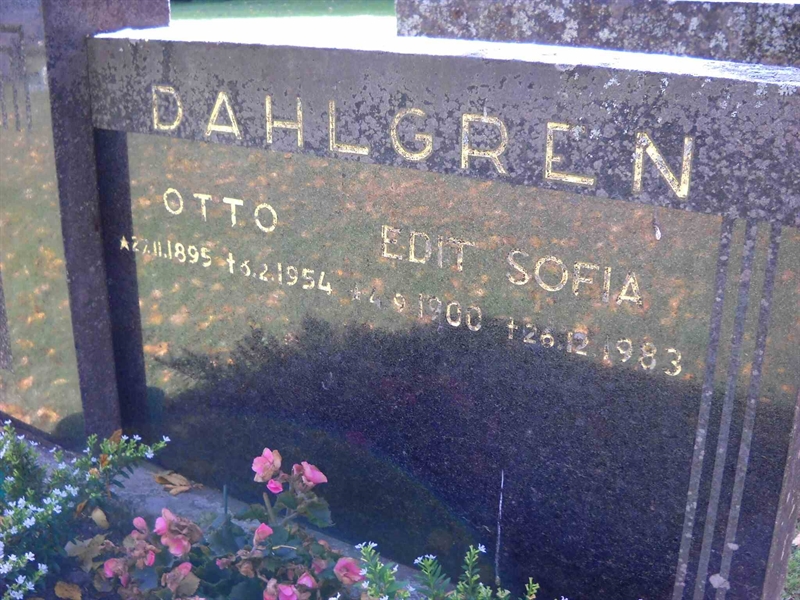 DAHLGREN
OTTO
★27.11.1895 †6.2.1954
EDIT SOFIA
★4.9.1900 †26.12.1983